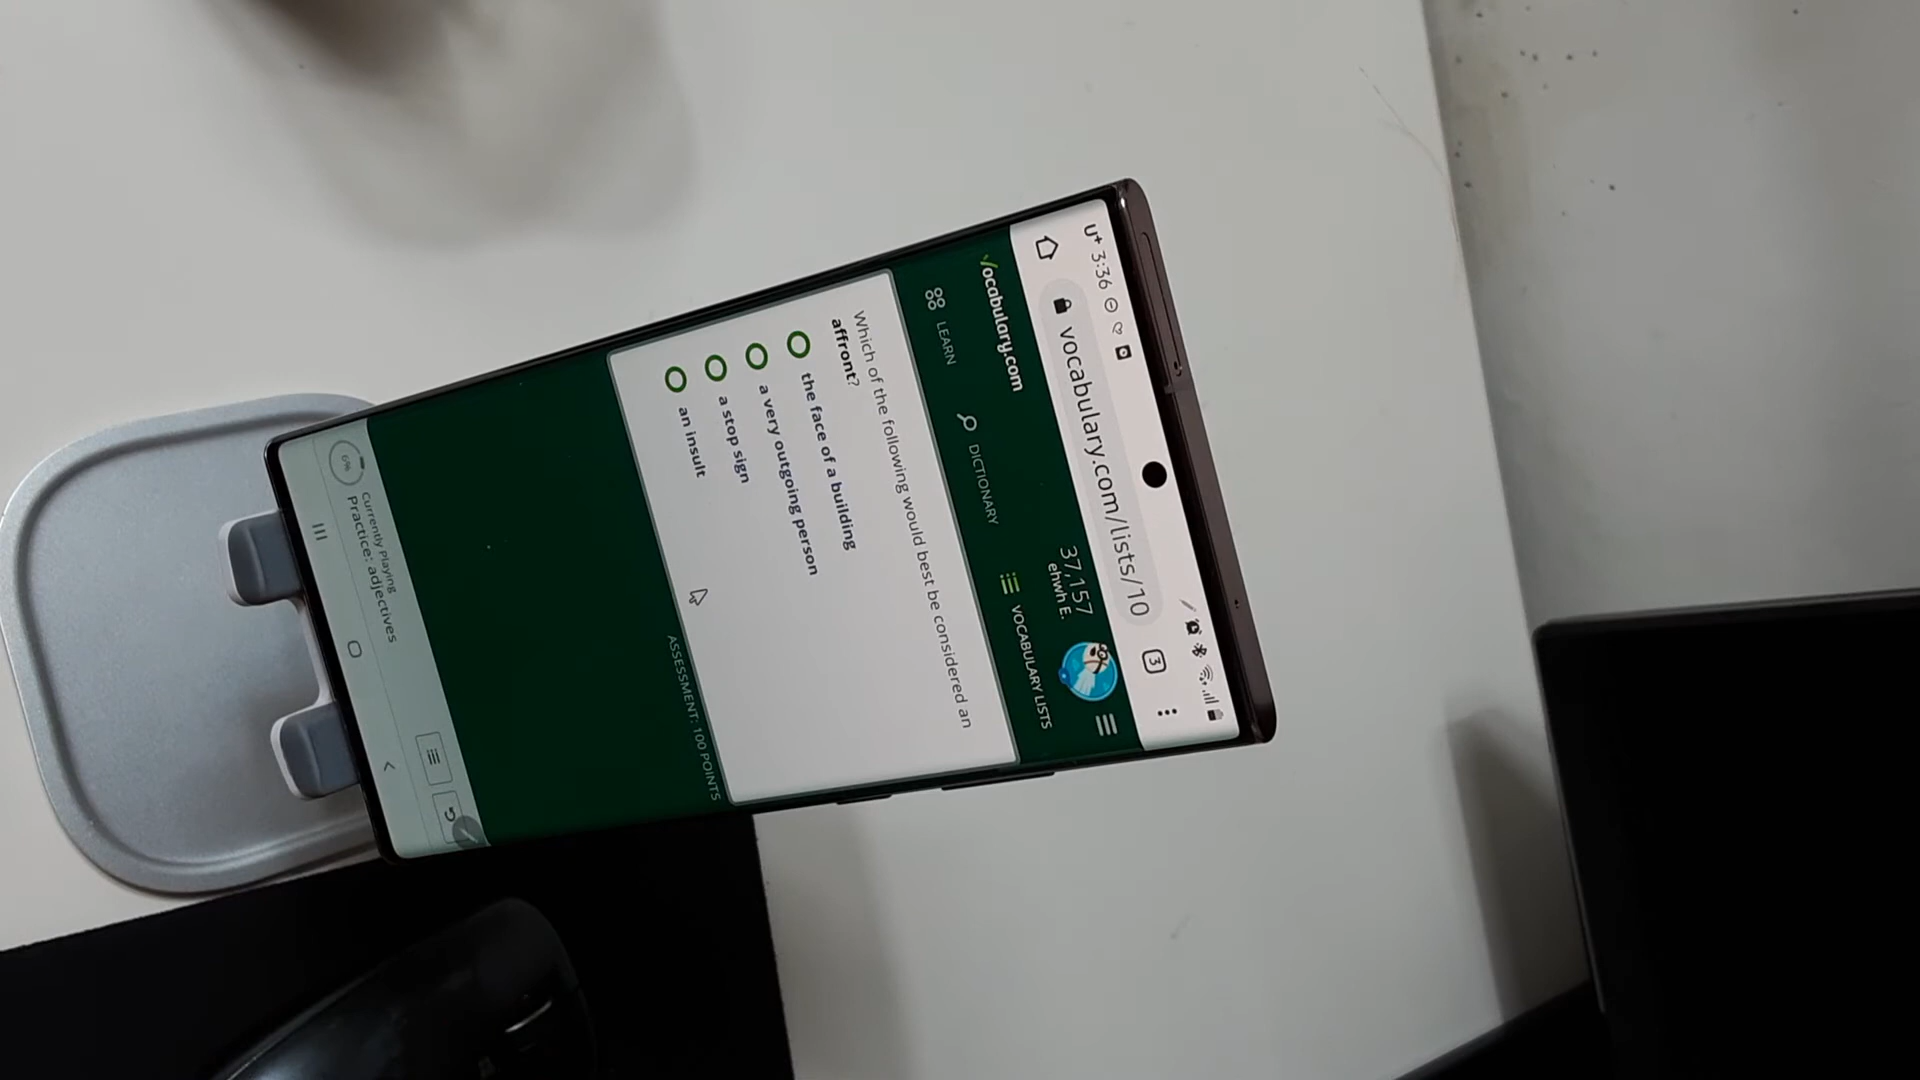 U+ 3:36
vocabulary.com/lists/10
3
Vocabulary.com
37,157
ehwh E.
LEARN
DICTIONARY
VOCABULARY LISTS
Which of the following would best be considered an
affront?
the face of a building
a very outgoing person
a stop sign
an insult
ASSESSMENT: 100 POINTS
6%
Currently Playing
Practice: adjectives